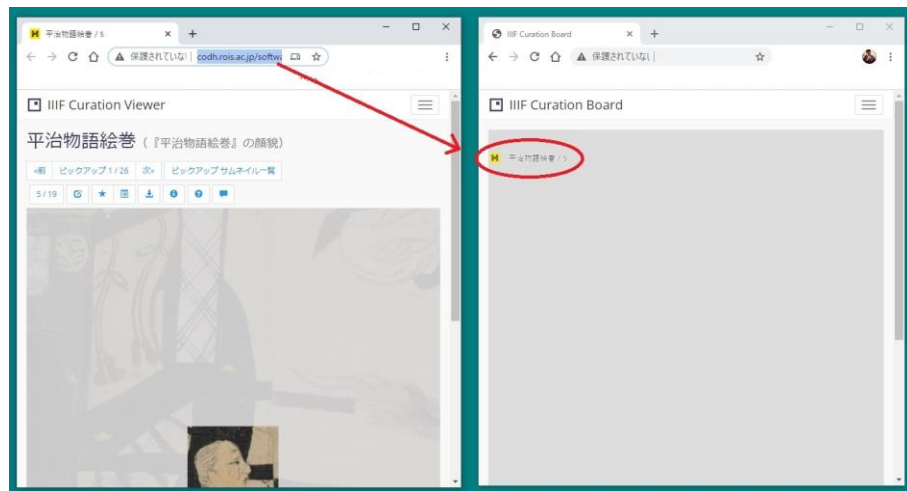 平治物語絵巻 / 5
保護されていない codh.rois.ac.jp/softwa
IIIF Curation Viewer
平治物語絵巻(『平治物語絵巻』の顔貌)
«前 ピックアップ 1 / 26 次» ピックアップ サムネイル一覧
5 / 19
IIIF Curation Board
保護されていない
IIIF Curation Board
平治物語絵巻 / 5